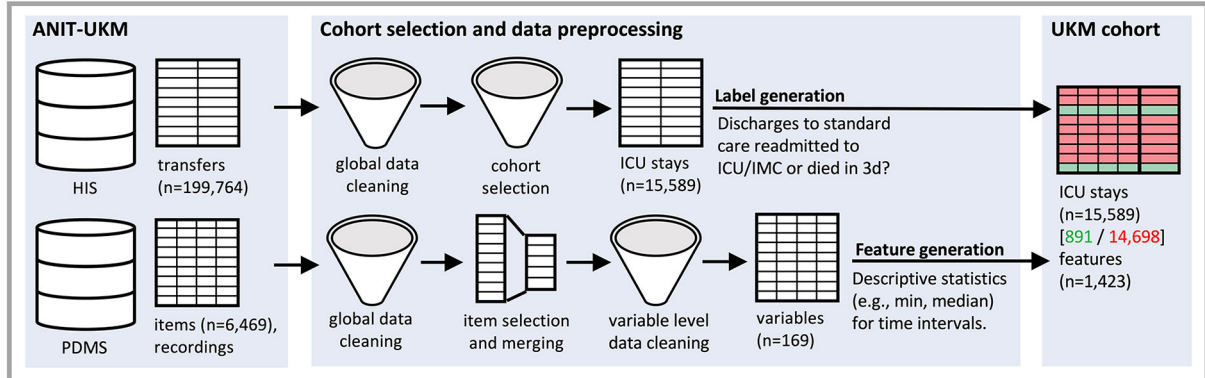 ANIT-UKM
Cohort selection and data preprocessing
UKM cohort
HIS
transfers
(n=199,764)
global data
cleaning
cohort
selection
ICU stays
(n=15,589)
Label generation
Discharges to standard
care readmitted to
ICU/IMC or died in 3d?
PDMS
items (n=6,469),
recordings
global data
cleaning
item selection
and merging
variable level
data cleaning
variables
(n=169)
Feature generation
Descriptive statistics
(e.g., min, median)
for time intervals.
ICU stays
(n=15,589)
[891 / 14,698]
features
(n=1,423)